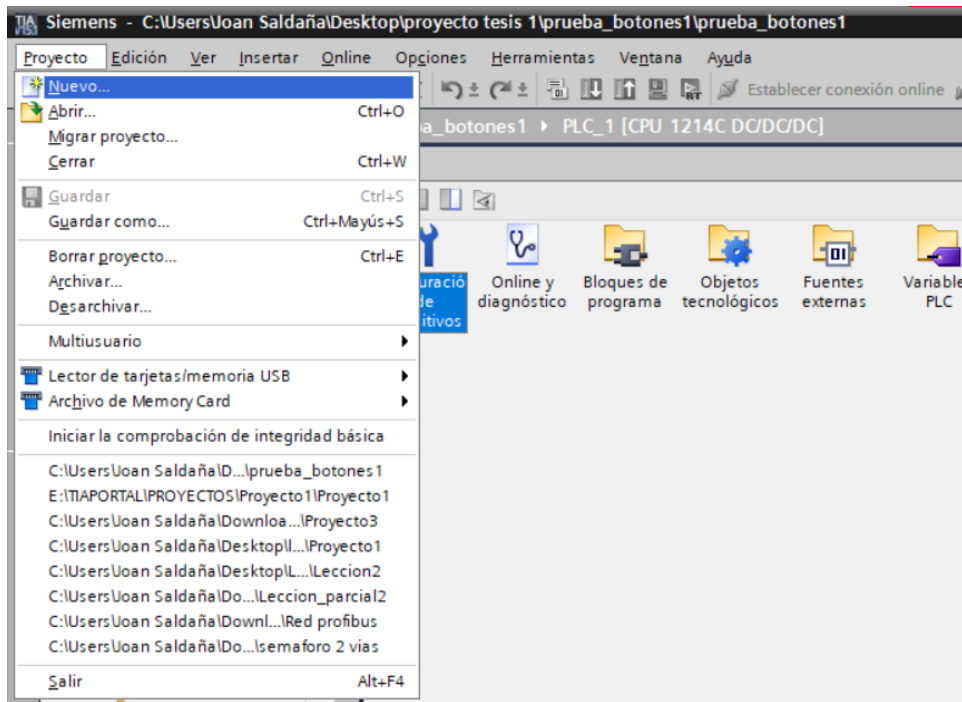 Siemens - C:\Users\Joan Saldaña\Desktop\proyecto tesis 1\prueba_botones1\prueba_botones1
Proyecto Edición Ver Insertar Online Opciones Herramientas Ventana Ayuda
Establecer conexión online
Nuevo...
Abrir... Ctrl+O
Migrar proyecto...
Cerrar Ctrl+W
Guardar Ctrl+S
Guardar como... Ctrl+Mayús+S
Borrar proyecto... Ctrl+E
Archivar...
Desarchivar...
Multiusuario
Lector de tarjetas/memoria USB
Archivo de Memory Card
Iniciar la comprobación de integridad básica
C:\Users\Joan Saldaña\D...\prueba_botones1
E:\TIAPORTAL\PROYECTOS\Proyecto1\Proyecto1
C:\Users\Joan Saldaña\Downloa...\Proyecto3
C:\Users\Joan Saldaña\Desktop\l...\Proyecto1
C:\Users\Joan Saldaña\Desktop\L...\Leccion2
C:\Users\Joan Saldaña\Do...\Leccion_parcial2
C:\Users\Joan Saldaña\Downl...\Red profibus
C:\Users\Joan Saldaña\Do...\semaforo 2 vias
Salir Alt+F4
a_botones1 ▸ PLC_1 [CPU 1214C DC/DC/DC]
uració
de
itivos
Online y
diagnóstico
Bloques de
programa
Objetos
tecnológicos
Fuentes
externas
Variable
PLC